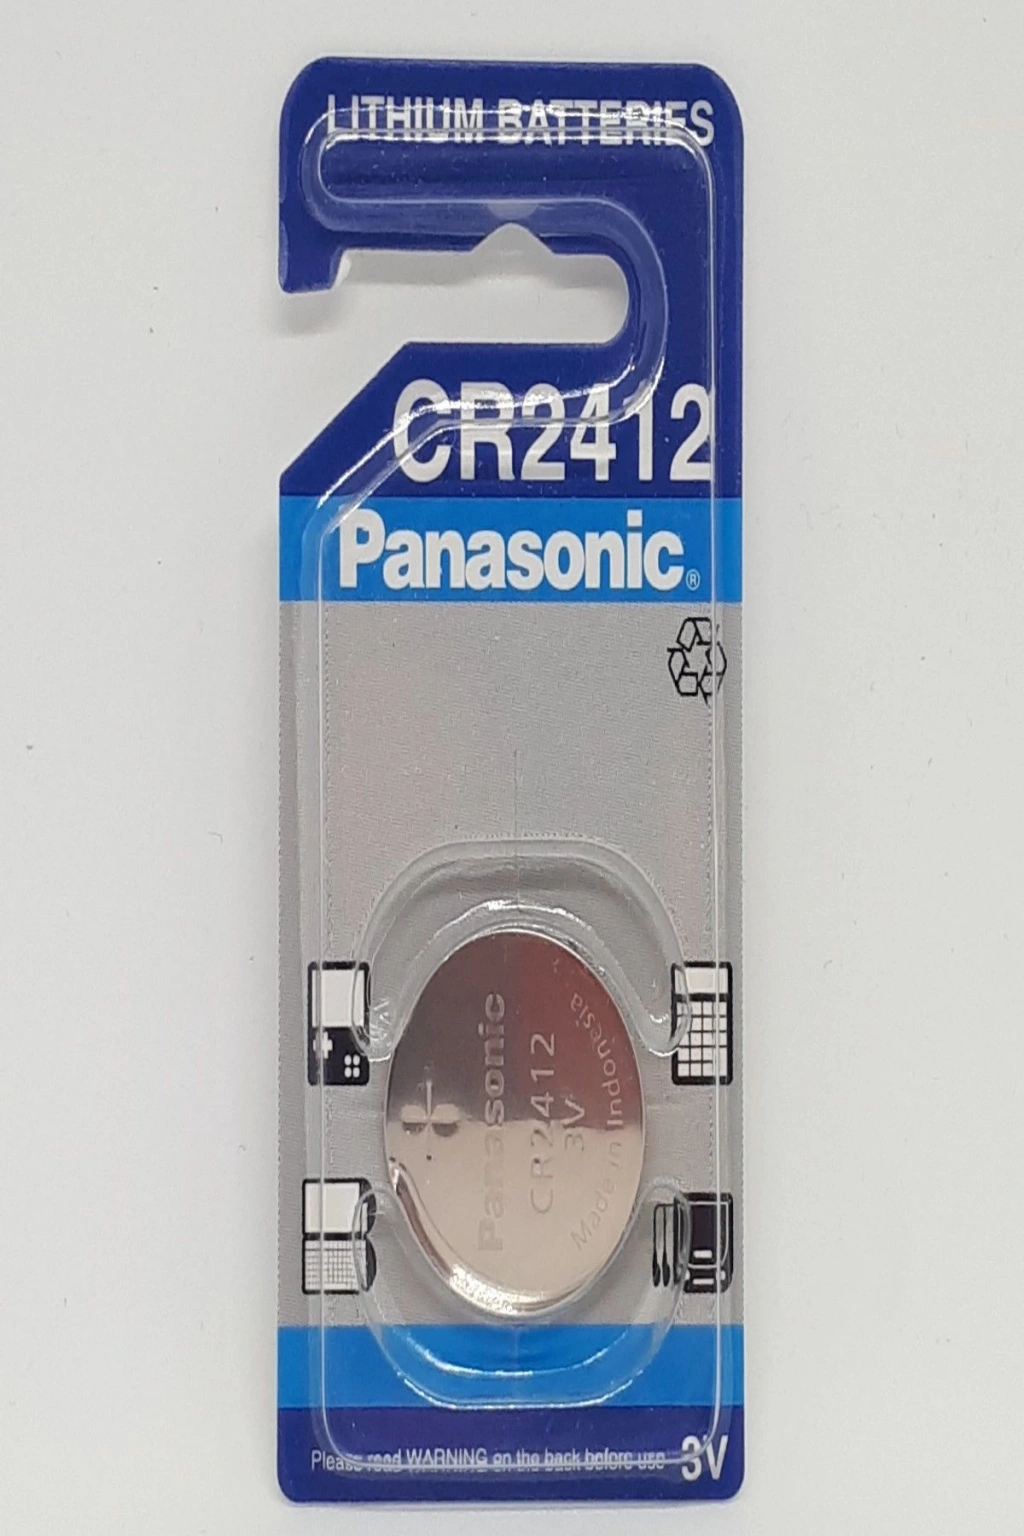 LITHIUM BATTERIES
CR2412
Panasonic®
Panasonic
CR2412
3V
Made in Indonesia
Please read WARNING on the back before use
3V